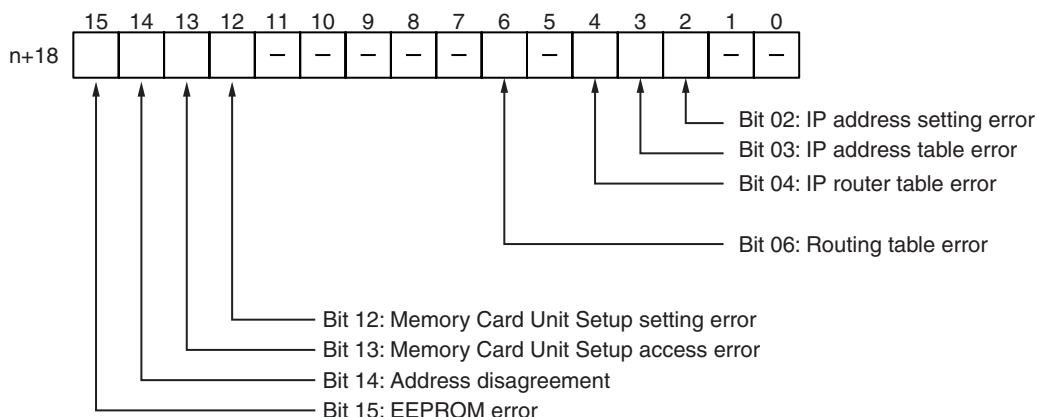 15 14 13 12 11 10 9 8 7 6 5 4 3 2 1 0
n+18 – – – – – – – –
Bit 02: IP address setting error
Bit 03: IP address table error
Bit 04: IP router table error
Bit 06: Routing table error
Bit 12: Memory Card Unit Setup setting error
Bit 13: Memory Card Unit Setup access error
Bit 14: Address disagreement
Bit 15: EEPROM error